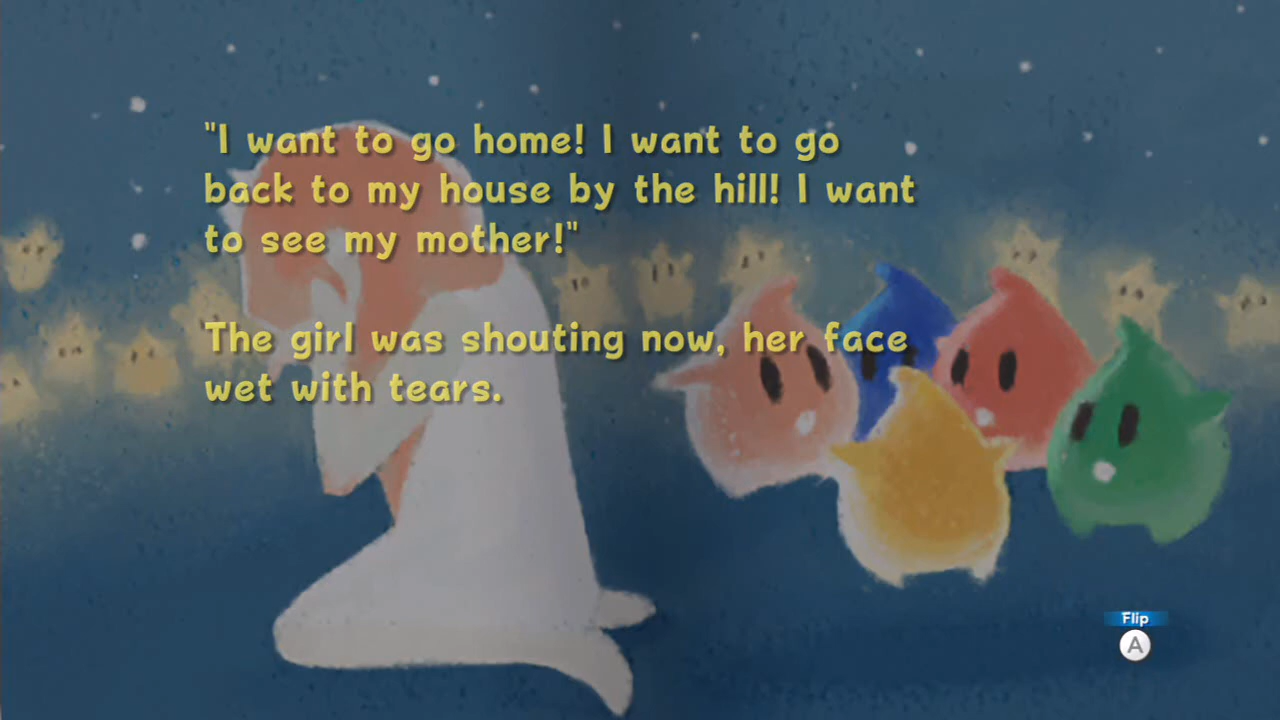 "I want to go home! I want to go
back to my house by the hill! I want
to see my mother!"
The girl was shouting now, her face
wet with tears.
Flip
A